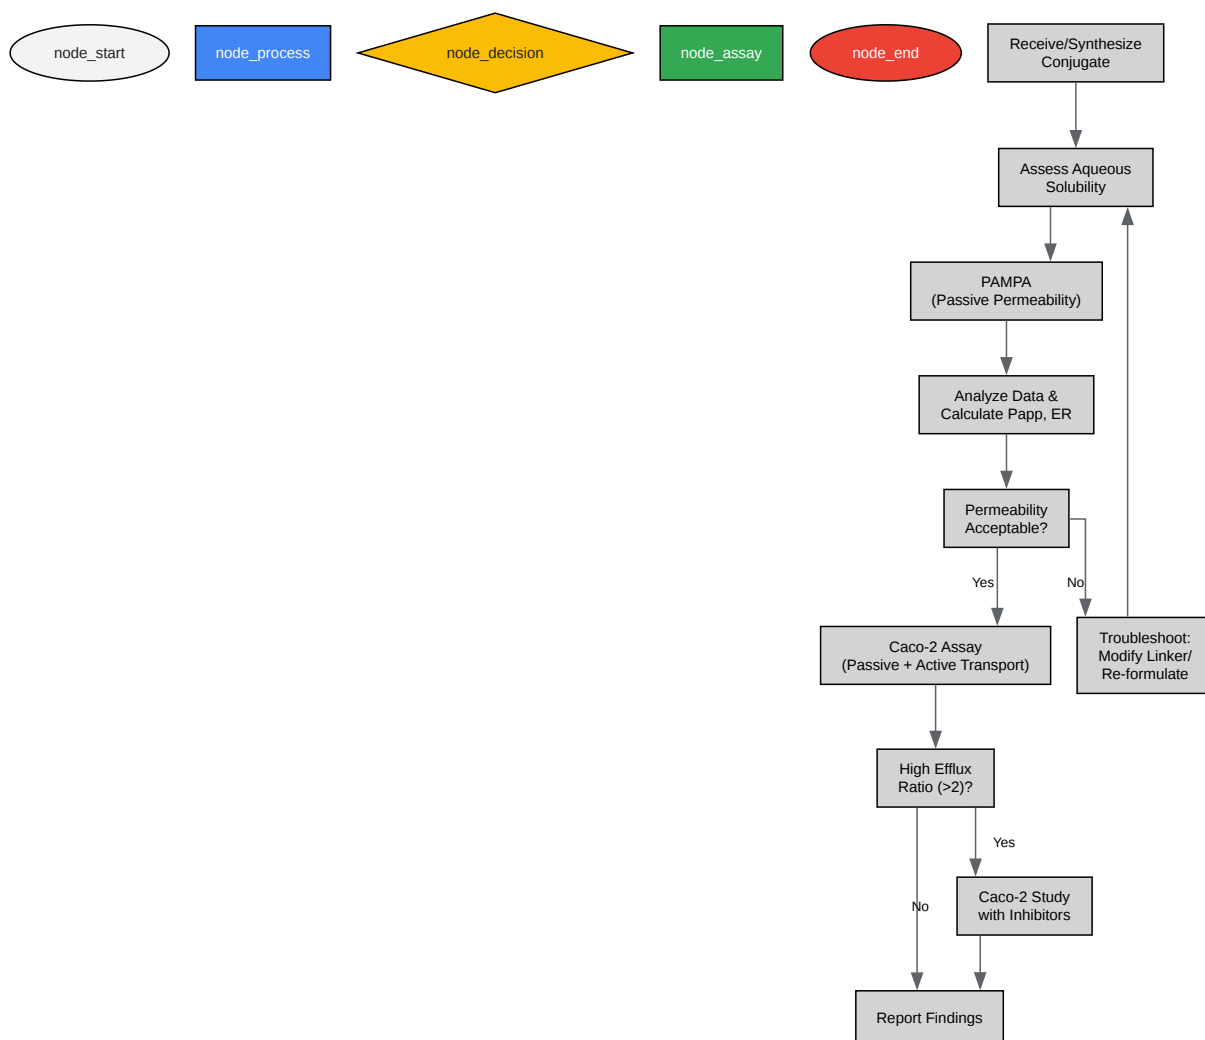 node_start
node_process
node_decision
node_assay
node_end
Receive/Synthesize
Conjugate
Assess Aqueous
Solubility
PAMPA
(Passive Permeability)
Analyze Data &
Calculate Papp, ER
Permeability
Acceptable?
Yes
No
Caco-2 Assay
(Passive + Active Transport)
Troubleshoot:
Modify Linker/
Re-formulate
High Efflux
Ratio (>2)?
Yes
No
Caco-2 Study
with Inhibitors
Report Findings